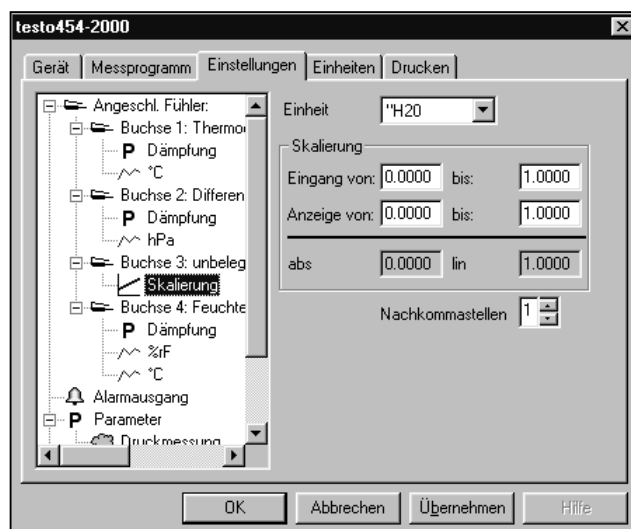 testo454-2000
Gerät Messprogramm Einstellungen Einheiten Drucken
Angeschl. Fühler:
Buchse 1: Thermo
P Dämpfung
°C
Buchse 2: Differen
P Dämpfung
hPa
Buchse 3: unbeleg
Skalierung
Buchse 4: Feuchte
P Dämpfung
%rF
°C
Alarmausgang
P Parameter
Druckmessung
Einheit "H20
Skalierung
Eingang von: 0.0000 bis: 1.0000
Anzeige von: 0.0000 bis: 1.0000
abs 0.0000 lin 1.0000
Nachkommastellen 1
OK Abbrechen Übernehmen Hilfe